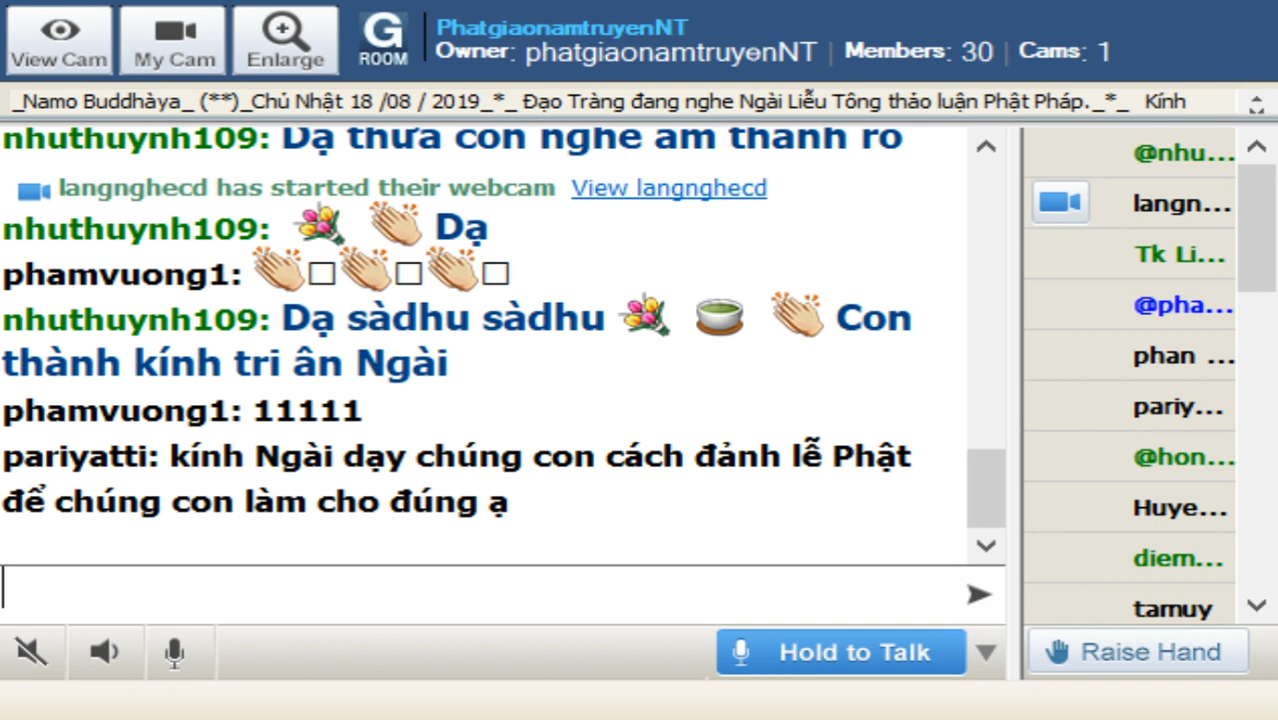 View Cam
My Cam
Enlarge
G ROOM
PhatgiaonamtruyenNT
Owner: phatgiaonamtruyenNT | Members: 30 | Cams: 1
_Namo Buddhàya_ (**)_Chủ Nhật 18 /08 / 2019_*_ Đạo Tràng đang nghe Ngài Liễu Tông thảo luận Phật Pháp._*_ Kính
nhuthuynh109: Dạ thưa con nghe âm thanh rõ
langnghecd has started their webcam View langnghecd
nhuthuynh109: 💐 👏 Dạ
phamvuong1: 👏□👏□👏□
nhuthuynh109: Dạ sàdhu sàdhu 💐 🍵 👏 Con
thành kính tri ân Ngài
phamvuong1: 11111
pariyatti: kính Ngài dạy chúng con cách đảnh lễ Phật
để chúng con làm cho đúng ạ
@nhu...
langn...
Tk Li...
@pha...
phan ...
pariy...
@hon...
Huye...
diem...
tamuy
Hold to Talk
Raise Hand